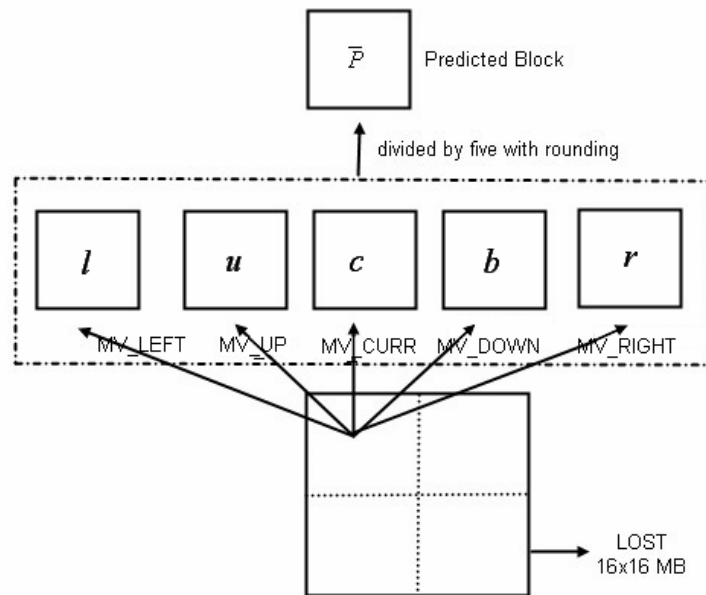 P̅
Predicted Block
divided by five with rounding
l u c b r
MV_LEFT MV_UP MV_CURR MV_DOWN MV_RIGHT
LOST
16x16 MB